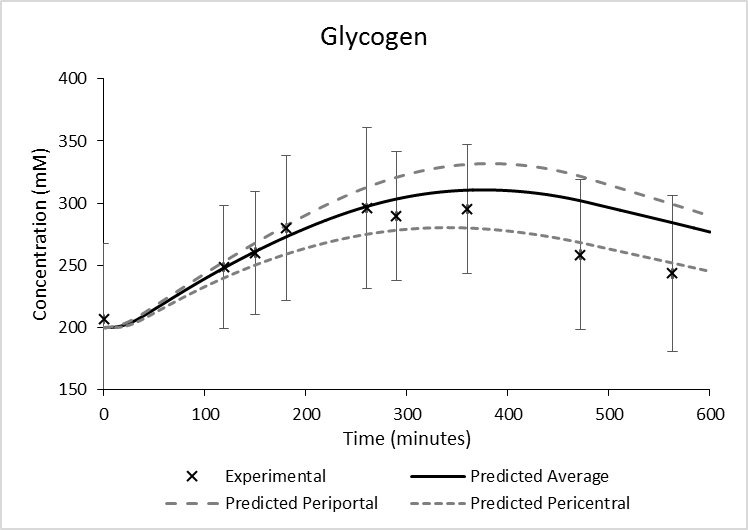 Glycogen
400
350
300
250
200
150
Concentration (mM)
0 100 200 300 400 500 600
Time (minutes)
Experimental Predicted Average
Predicted Periportal Predicted Pericentral